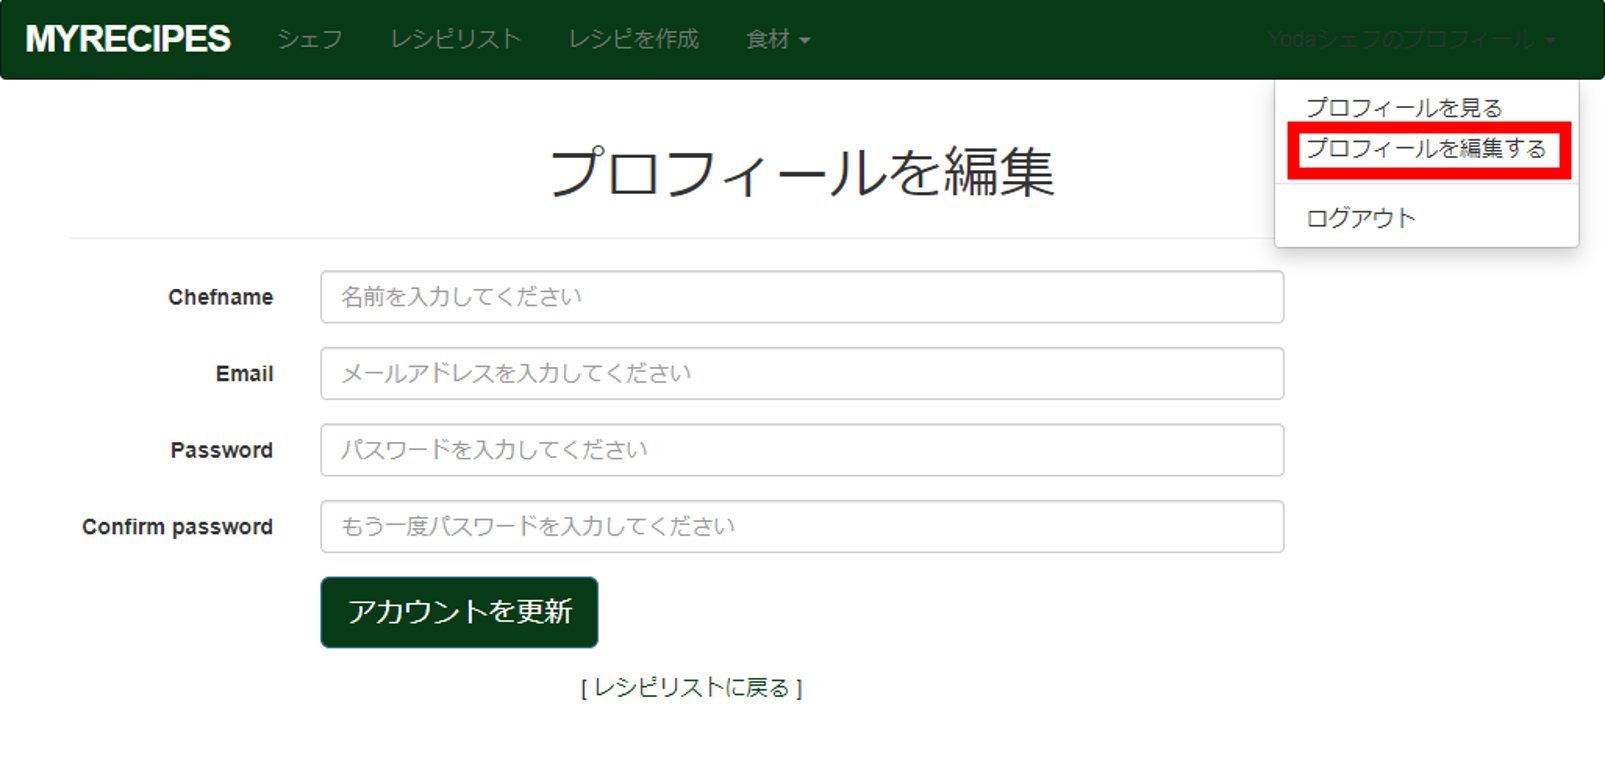 MYRECIPES シェフ レシピリスト レシピを作成 食材 Yodaシェフのプロフィール
プロフィールを見る
プロフィールを編集する
ログアウト
プロフィールを編集
Chefname 名前を入力してください
Email メールアドレスを入力してください
Password パスワードを入力してください
Confirm password もう一度パスワードを入力してください
アカウントを更新
[ レシピリストに戻る ]